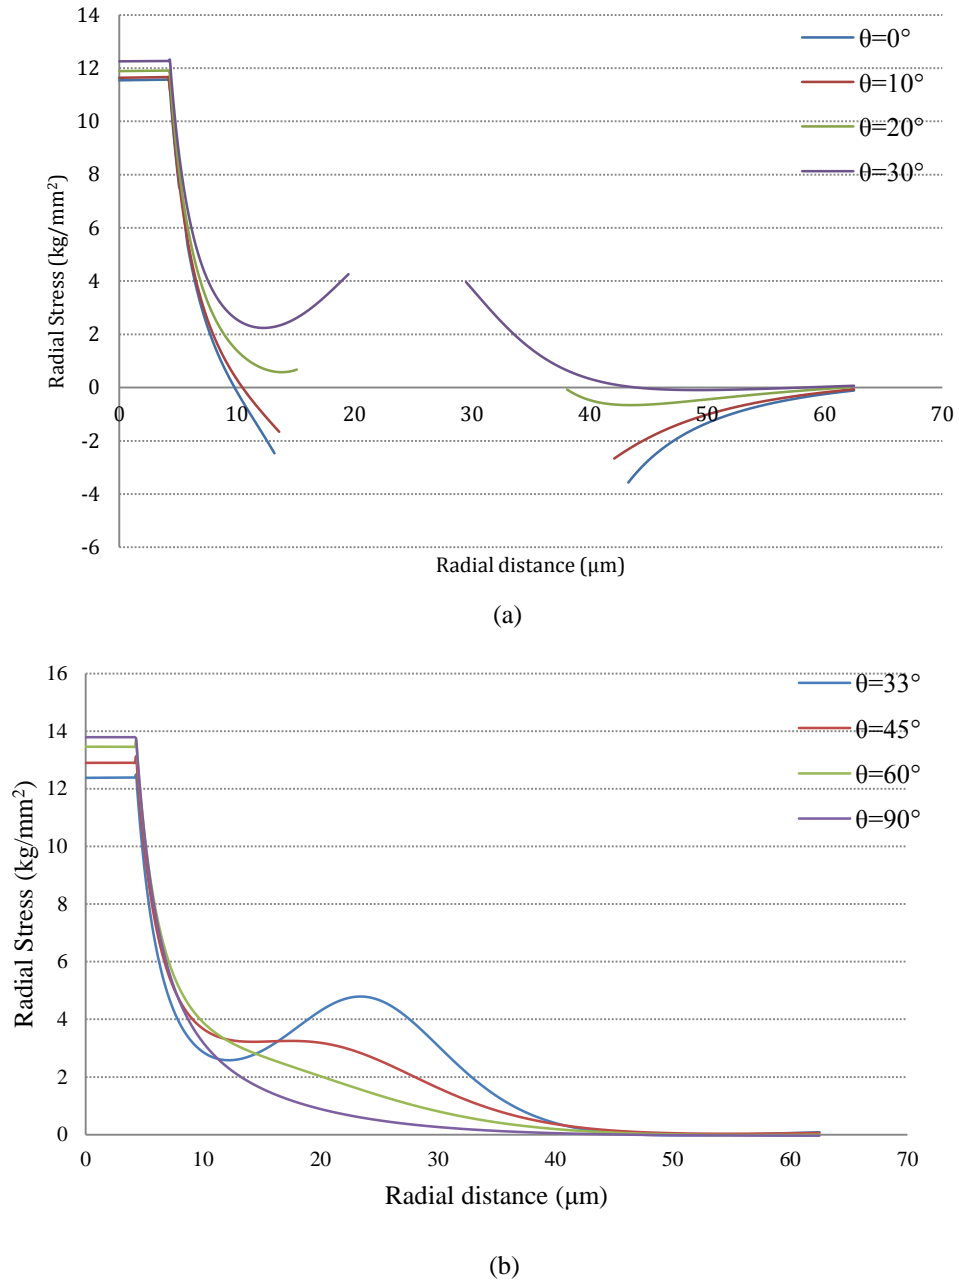 14
12
10
8
6
4
2
0
-2
-4
-6
Radial Stress (kg/mm²)
0 10 20 30 40 50 60 70
Radial distance (µm)
θ=0°
θ=10°
θ=20°
θ=30°
(a)
16
14
12
10
8
6
4
2
0
Radial Stress (kg/mm²)
0 10 20 30 40 50 60 70
Radial distance (µm)
θ=33°
θ=45°
θ=60°
θ=90°
(b)